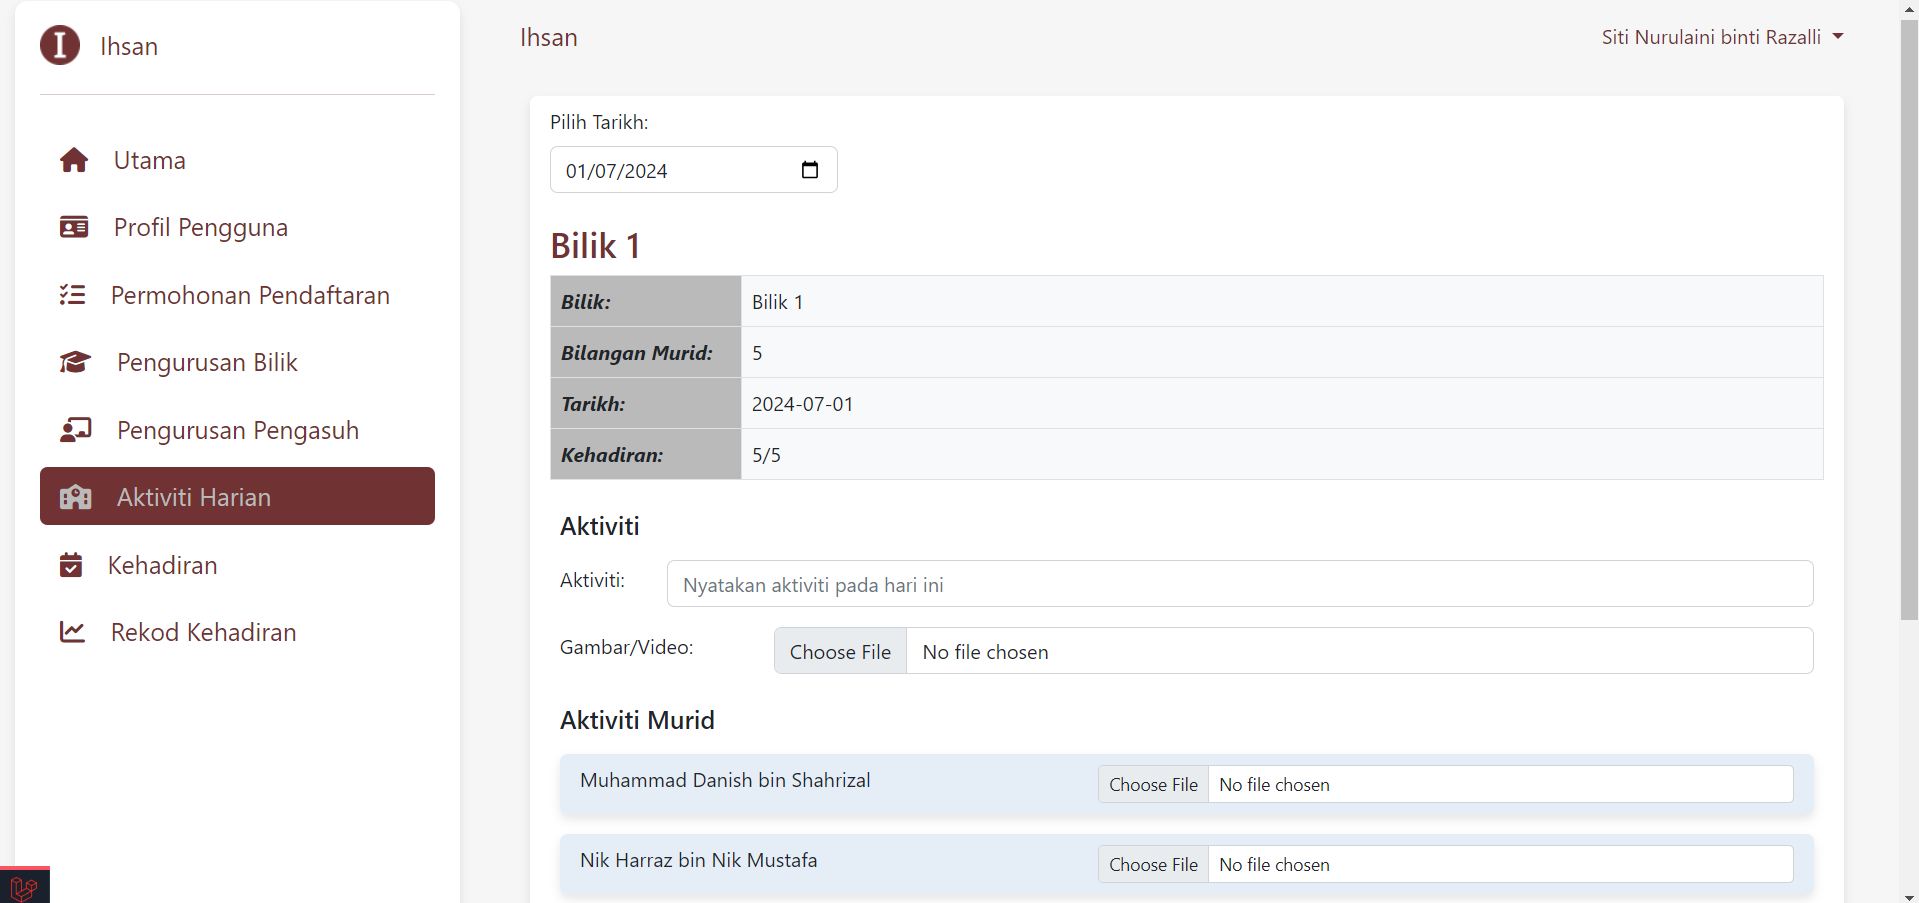 I
Ihsan
Utama
Profil Pengguna
Permohonan Pendaftaran
Pengurusan Bilik
Pengurusan Pengasuh
Aktiviti Harian
Kehadiran
Rekod Kehadiran
Ihsan
Siti Nurulaini binti Razalli
Pilih Tarikh:
01/07/2024
Bilik 1
Bilik: Bilik 1
Bilangan Murid: 5
Tarikh: 2024-07-01
Kehadiran: 5/5
Aktiviti
Aktiviti: Nyatakan aktiviti pada hari ini
Gambar/Video: Choose File No file chosen
Aktiviti Murid
Muhammad Danish bin Shahrizal Choose File No file chosen
Nik Harraz bin Nik Mustafa Choose File No file chosen